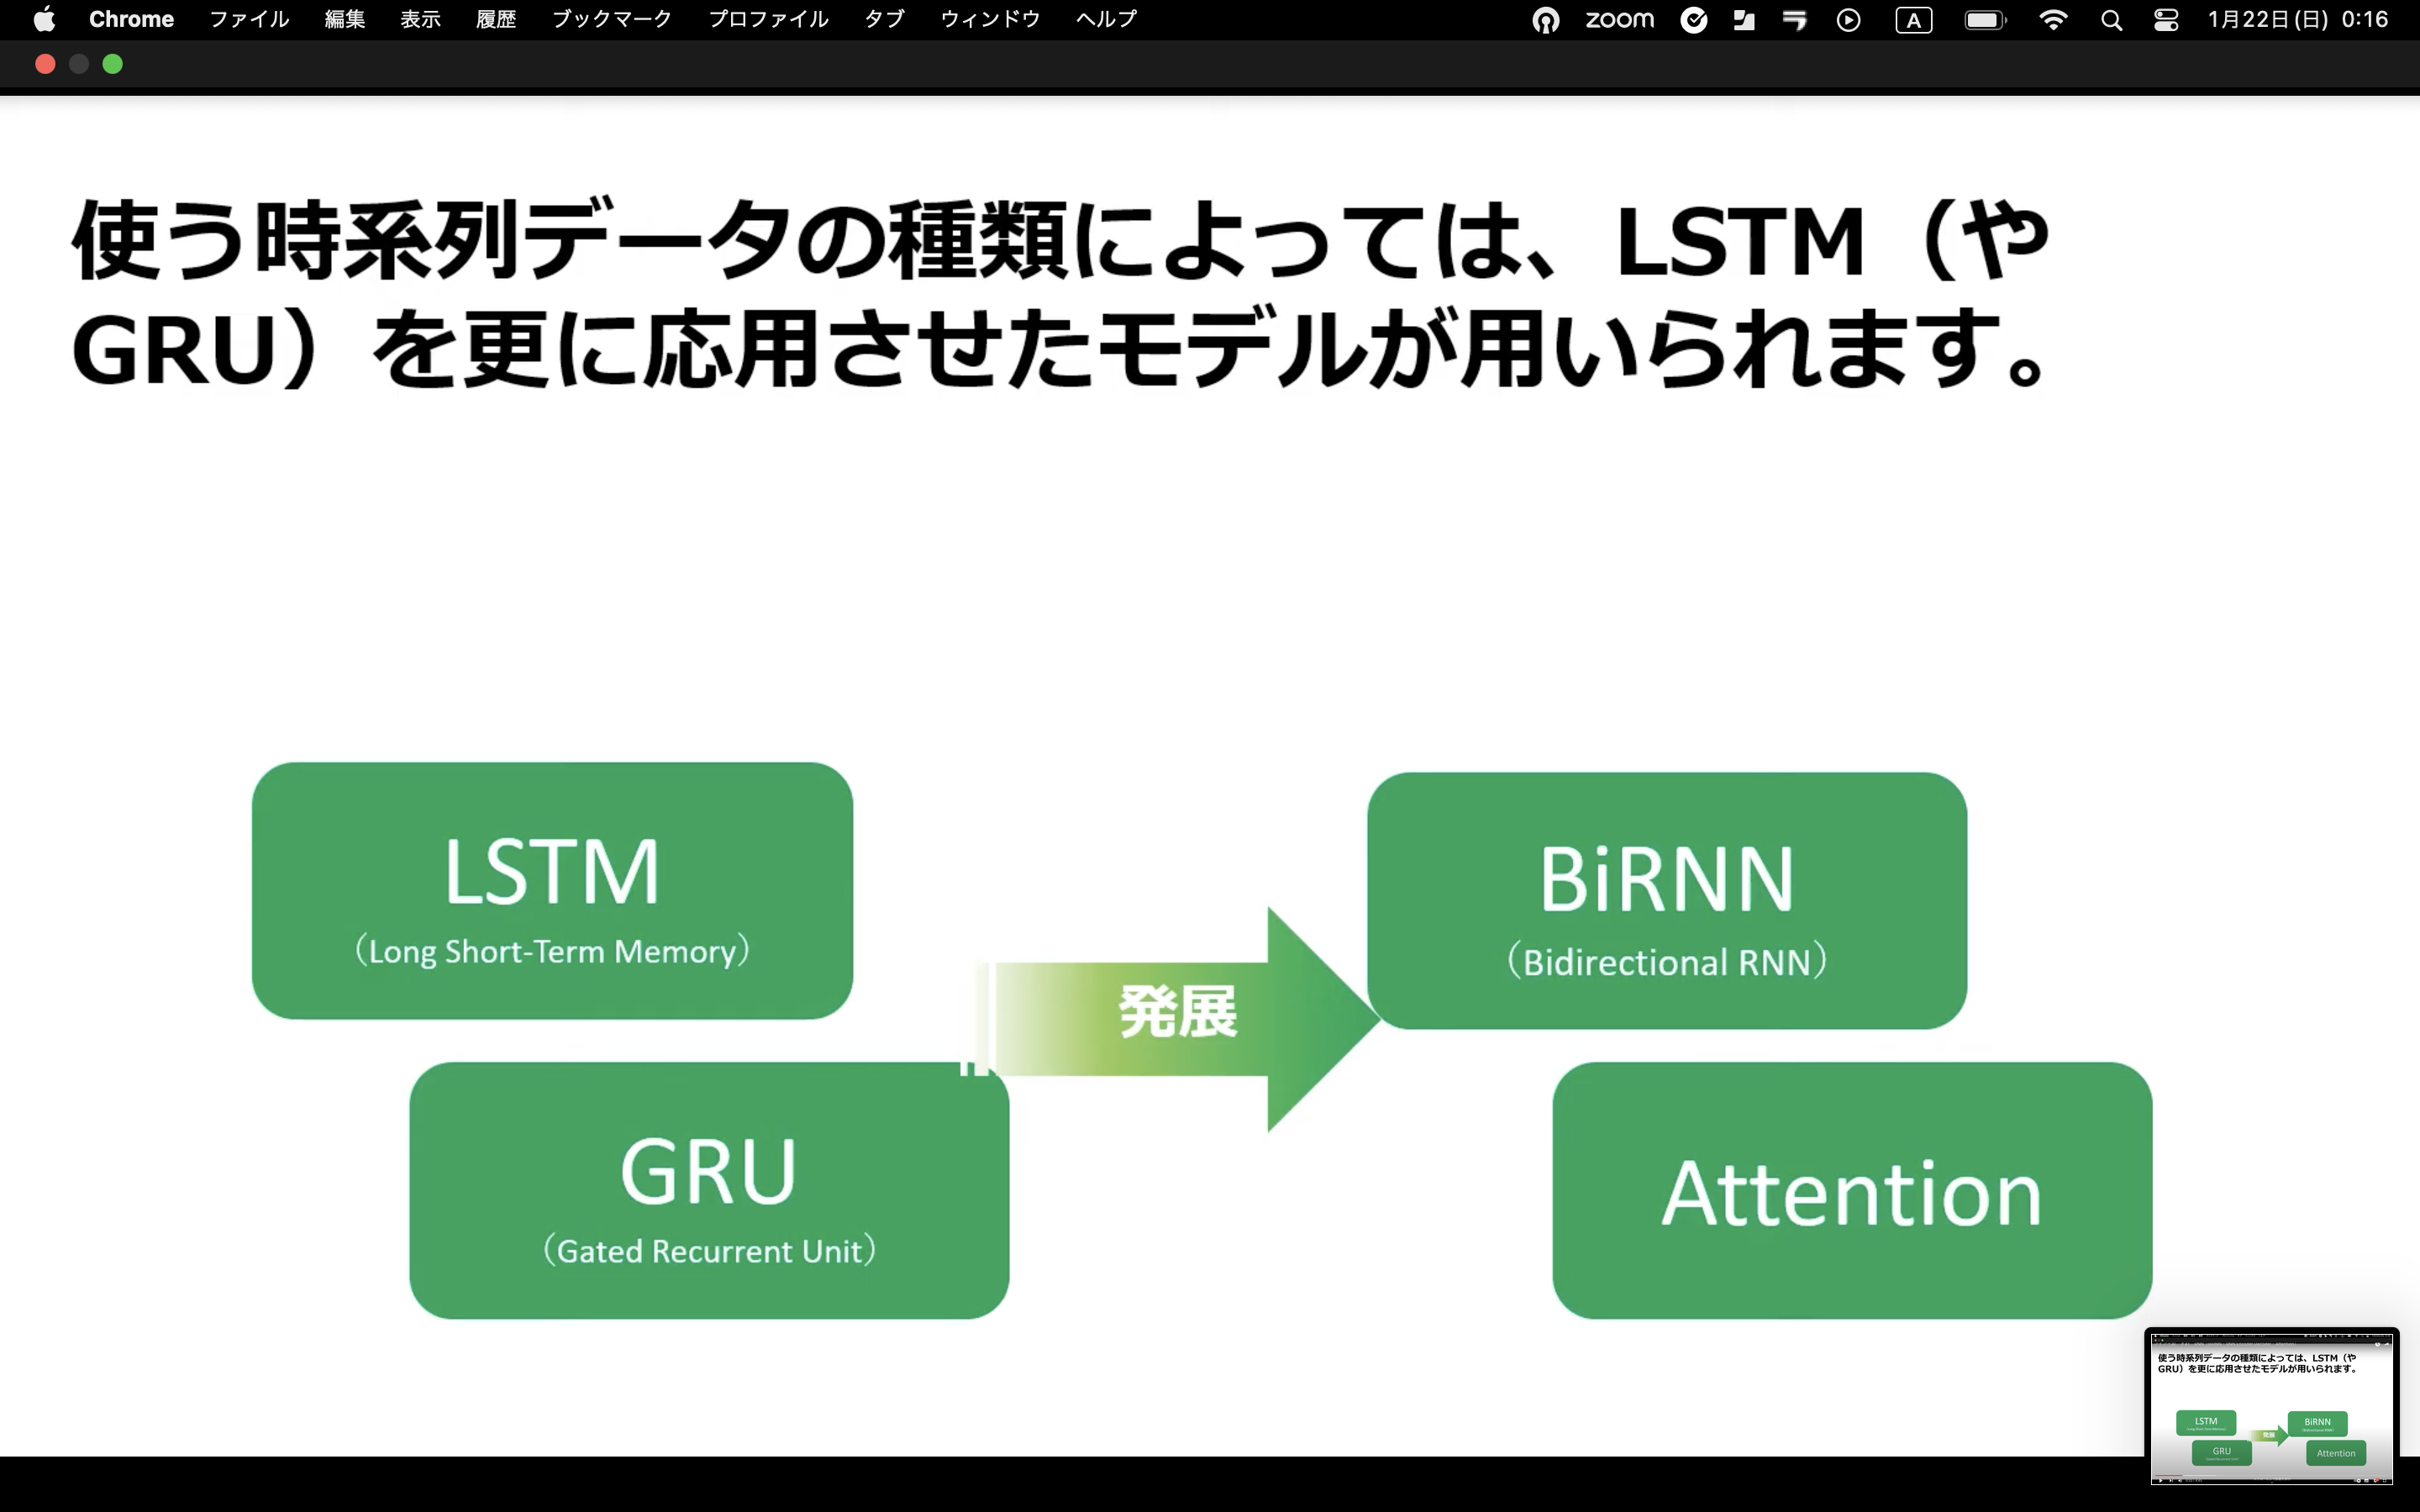 Chrome ファイル 編集 表示 履歴 ブックマーク プロファイル タブ ウィンドウ ヘルプ zoom A 1月22日(日) 0:16
使う時系列データの種類によっては、LSTM（や
GRU）を更に応用させたモデルが用いられます。
LSTM
（Long Short-Term Memory）
GRU
（Gated Recurrent Unit）
発展
BiRNN
（Bidirectional RNN）
Attention
使う時系列データの種類によっては、LSTM（や
GRU）を更に応用させたモデルが用いられます。
LSTM
GRU
発展
BiRNN
Attention